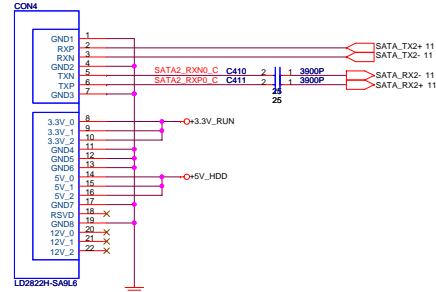 CON4
GND1 1
RXP 2 SATA_TX2+ 11
RXN 3 SATA_TX2- 11
GND2 4
TXN 5 SATA2_RXN0_C C410 2 1 3900P SATA_RX2- 11
TXP 6 SATA2_RXP0_C C411 2 1 3900P SATA_RX2+ 11
GND3 7
25
25
3.3V_0 8 +3.3V_RUN
3.3V_1 9
3.3V_2 10
GND4 11
GND5 12
GND6 13
5V_0 14 +5V_HDD
5V_1 15
5V_2 16
GND7 17
RSVD 18
GND8 19
12V_0 20
12V_1 21
12V_2 22
LD2822H-SA9L6